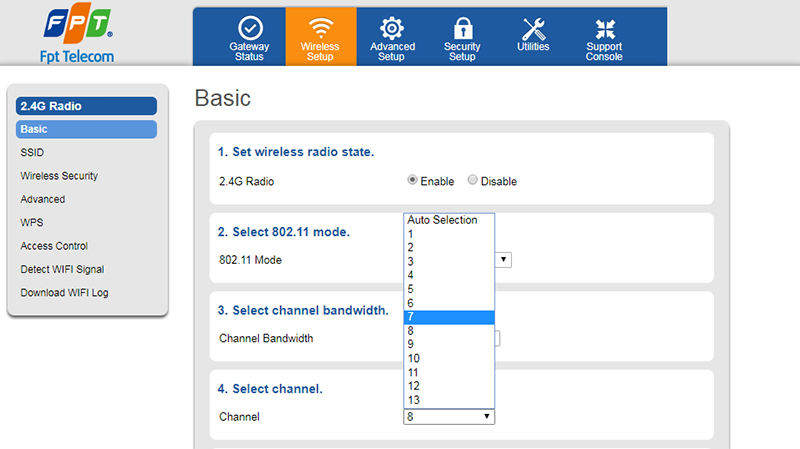 FPT
Fpt Telecom
Gateway
Status
Wireless
Setup
Advanced
Setup
Security
Setup
Utilities
Support
Console
2.4G Radio
Basic
SSID
Wireless Security
Advanced
WPS
Access Control
Detect WIFI Signal
Download WIFI Log
Basic
1. Set wireless radio state.
2.4G Radio
Enable
Disable
2. Select 802.11 mode.
802.11 Mode
3. Select channel bandwidth.
Channel Bandwidth
4. Select channel.
Channel
Auto Selection
1
2
3
4
5
6
7
8
9
10
11
12
13
8